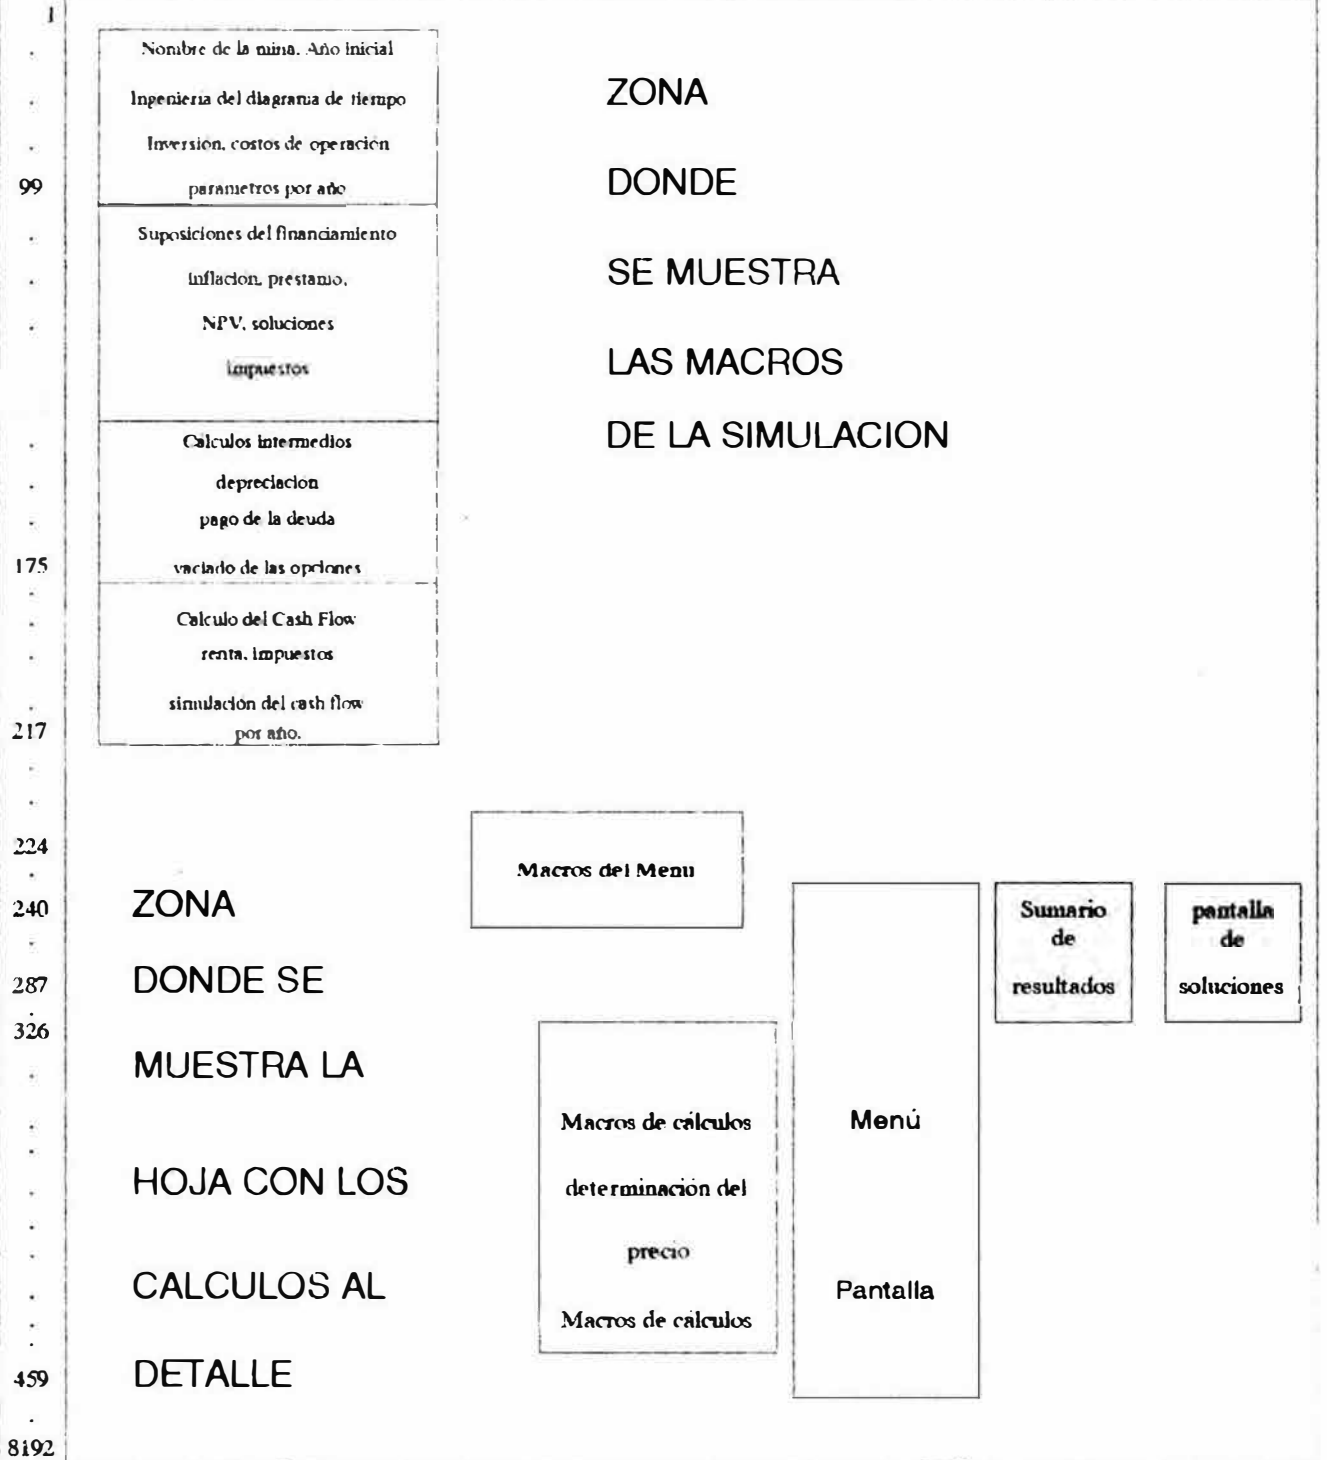 1
Nombre de la mina. Año inicial
Ingenieria del diagrama de tiempo
Inversión, costos de operación
99
parametros por año
Suposiciones del financiamiento
inflación, prestamo,
NPV, soluciones
impuestos
ZONA
DONDE
SE MUESTRA
LAS MACROS
DE LA SIMULACION
Cálculos intermedios
depreciacion
pago de la deuda
175
vaciado de las opciones
Calculo del Cash Flow
renta, impuestos
simulación del cash flow
217
por año.
224
240
287
326
459
8192
Macros del Menu
ZONA
DONDE SE
MUESTRA LA
HOJA CON LOS
CALCULOS AL
DETALLE
Macros de cálculos
determinación del
precio
Macros de cálculos
Menú
Pantalla
Sumario
de
resultados
pantalla
de
soluciones